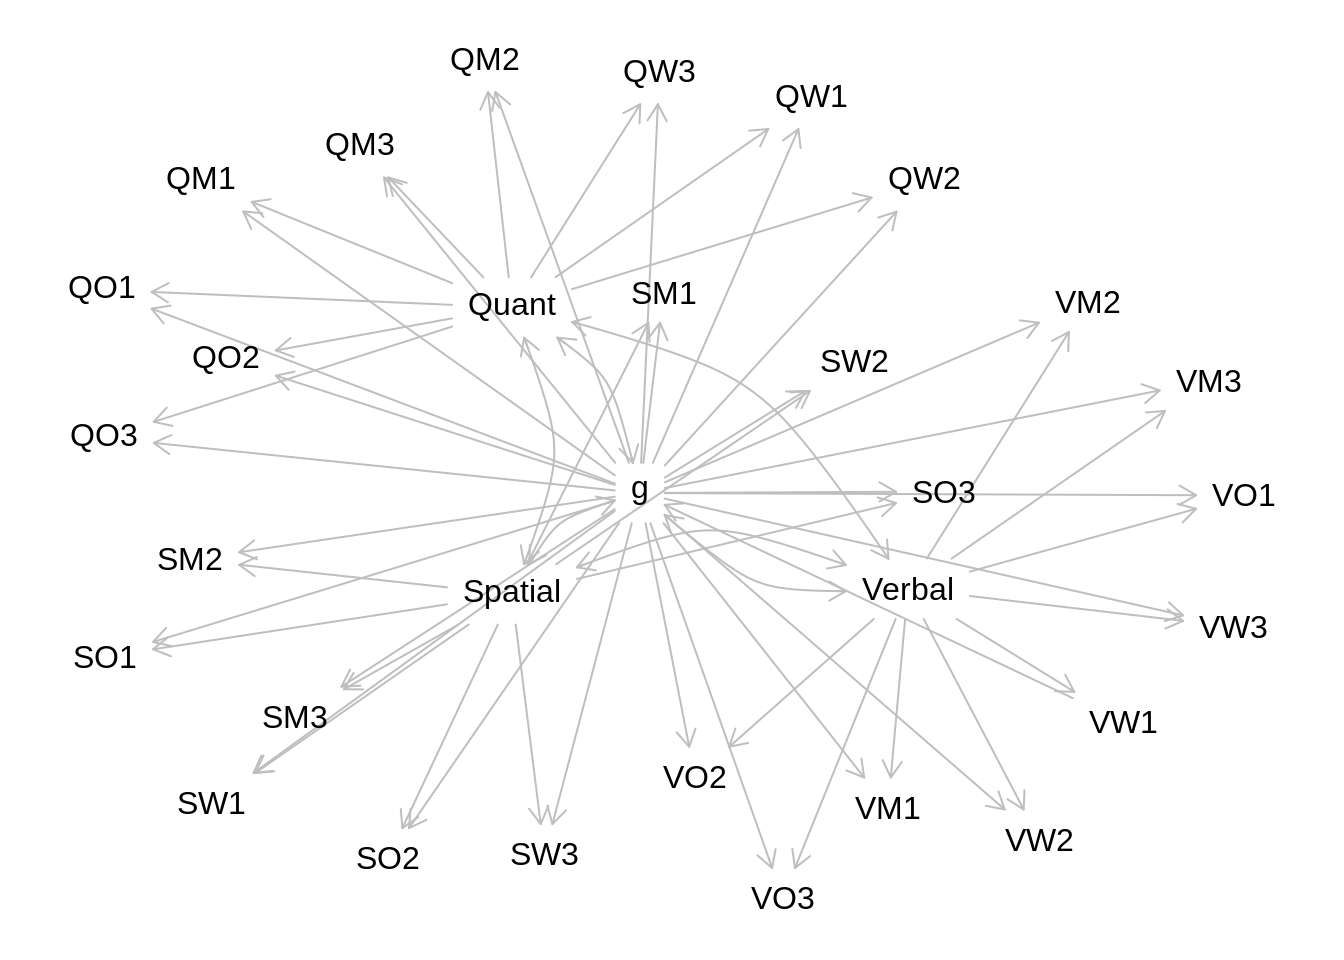 QM2
QW3
QW1
QM3
QM1
QW2
QO1
Quant
SM1
VM2
QO2
SW2
VM3
QO3
g
SO3
VO1
SM2
Spatial
Verbal
VW3
SO1
SM3
VW1
SW1
VO2
VM1
SO2
SW3
VW2
VO3